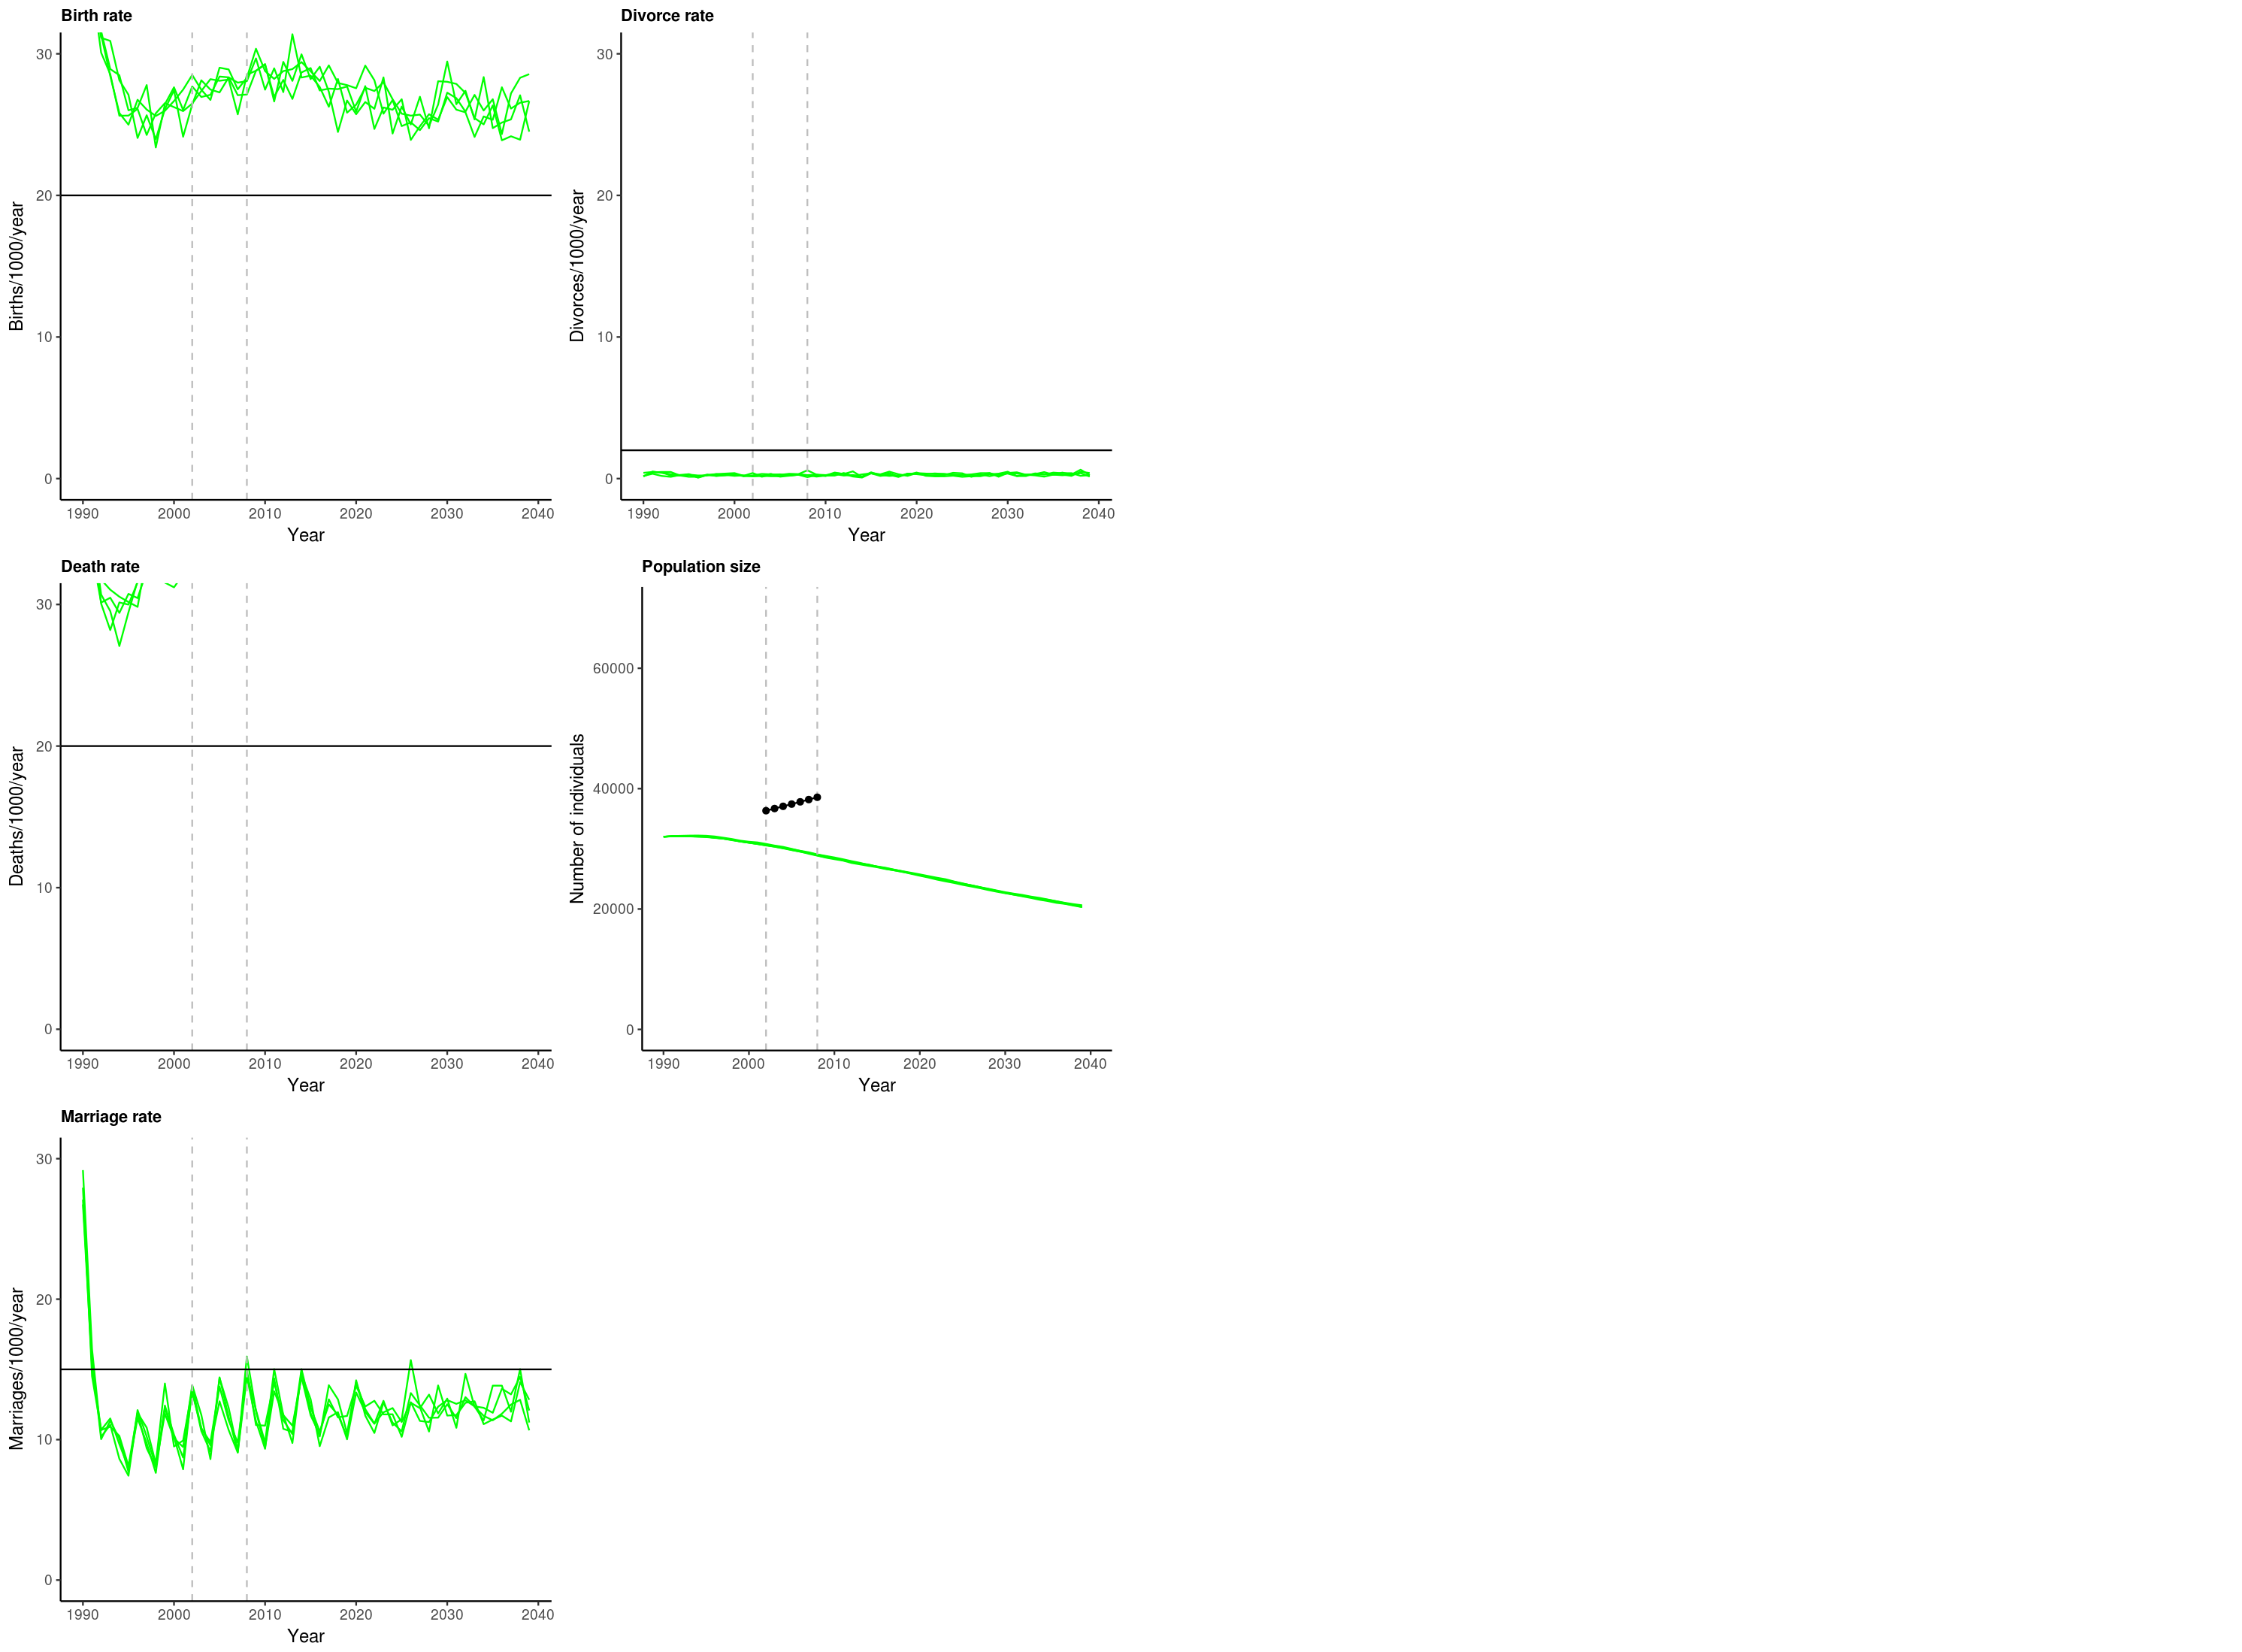 Birth rate
30
20
10
0
Births/1000/year
1990 2000 2010 2020 2030 2040
Year
Divorce rate
30
20
10
0
Divorces/1000/year
1990 2000 2010 2020 2030 2040
Year
Death rate
30
20
10
0
Deaths/1000/year
1990 2000 2010 2020 2030 2040
Year
Population size
60000
40000
20000
0
Number of individuals
1990 2000 2010 2020 2030 2040
Year
Marriage rate
30
20
10
0
Marriages/1000/year
1990 2000 2010 2020 2030 2040
Year